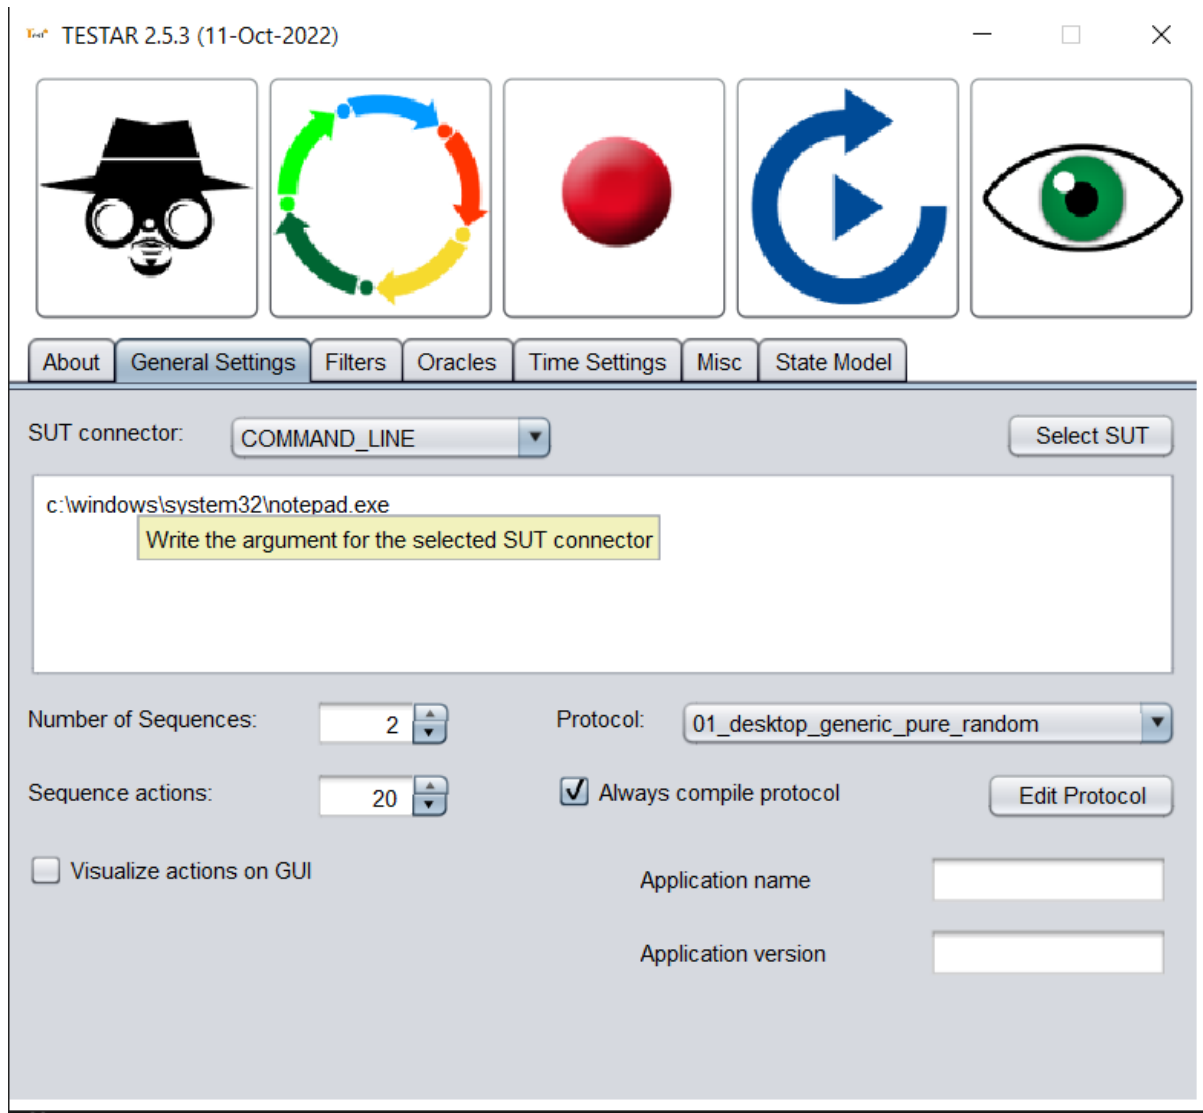 Test* TESTAR 2.5.3 (11-Oct-2022)
About General Settings Filters Oracles Time Settings Misc State Model
SUT connector: COMMAND_LINE Select SUT
c:\windows\system32\notepad.exe
Write the argument for the selected SUT connector
Number of Sequences: 2 Protocol: 01_desktop_generic_pure_random
Sequence actions: 20 Always compile protocol Edit Protocol
Visualize actions on GUI
Application name
Application version